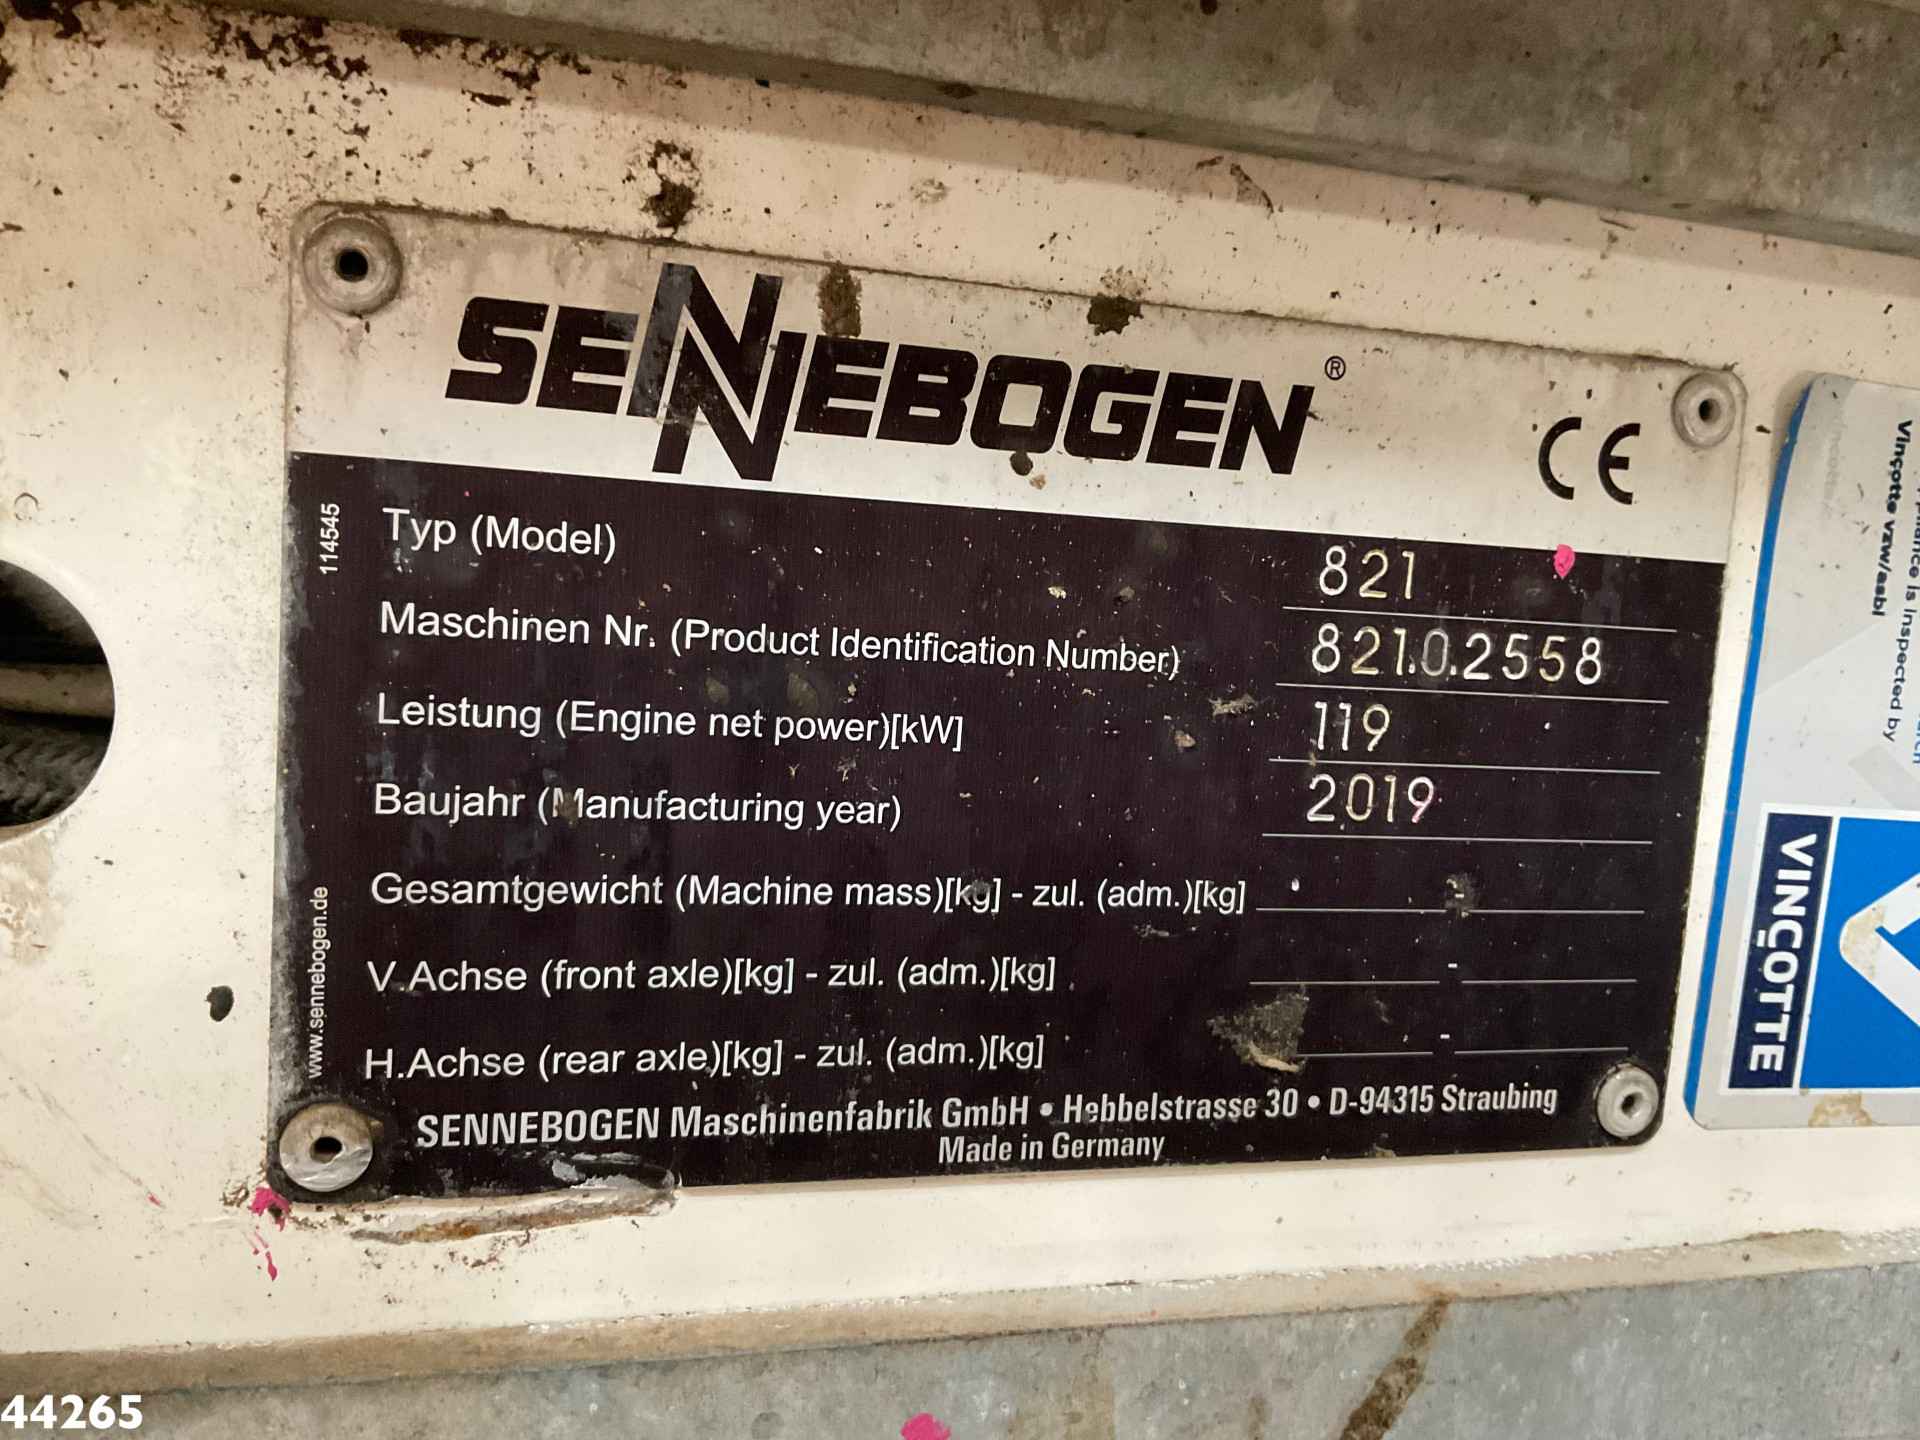 SENNEBOGEN®
CE
114545
Typ (Model) 821
Maschinen Nr. (Product Identification Number) 821.0.2558
Leistung (Engine net power)[kW] 119
Baujahr (Manufacturing year) 2019
Gesamtgewicht (Machine mass)[kg] - zul. (adm.)[kg] -
V.Achse (front axle)[kg] - zul. (adm.)[kg] -
H.Achse (rear axle)[kg] - zul. (adm.)[kg] -
www.sennebogen.de
SENNEBOGEN Maschinenfabrik GmbH • Hebbelstrasse 30 • D-94315 Straubing
Made in Germany
is inspected by
Vinçotte vzw/asbl
VINÇOTTE
44265